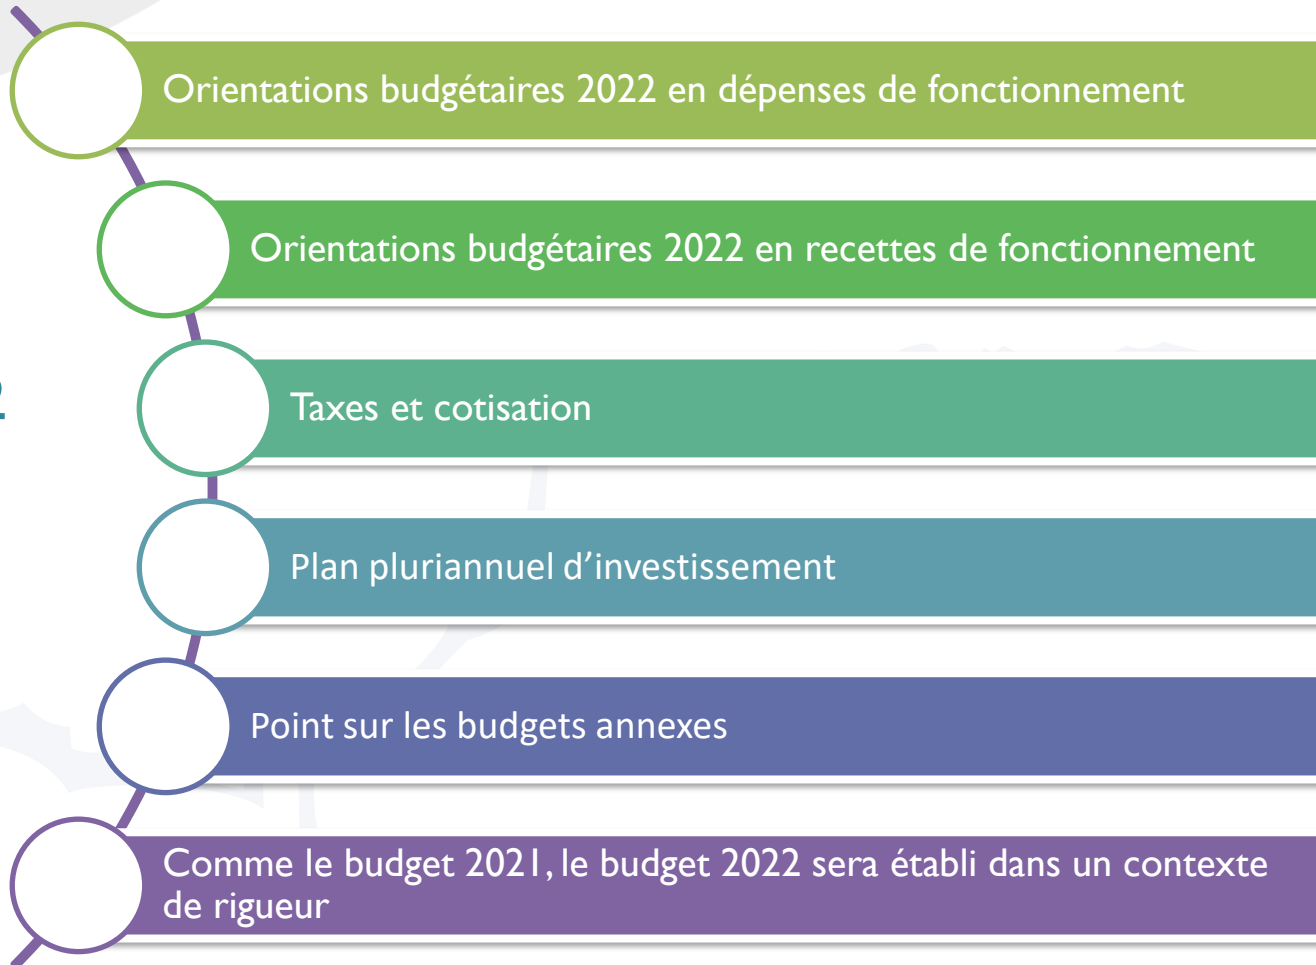 Orientations budgétaires 2022 en dépenses de fonctionnement
Orientations budgétaires 2022 en recettes de fonctionnement
2
Taxes et cotisation
Plan pluriannuel d’investissement
Point sur les budgets annexes
Comme le budget 2021, le budget 2022 sera établi dans un contexte
de rigueur